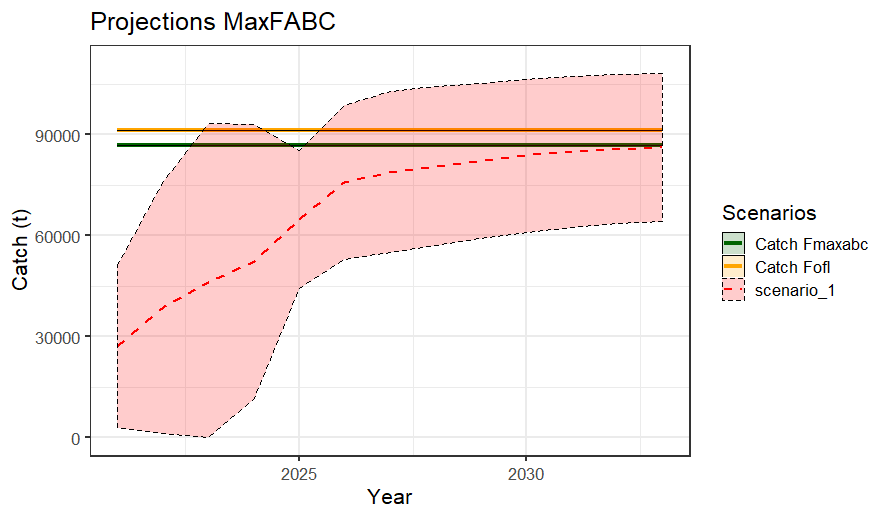 Projections MaxFABC
Catch (t)
90000
60000
30000
0
2025
2030
Year
Scenarios
Catch Fmaxabc
Catch Fofl
scenario_1